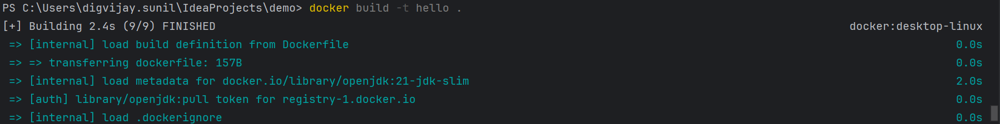 PS C:\Users\digvijay.sunil\IdeaProjects\demo> docker build -t hello .
[+] Building 2.4s (9/9) FINISHED docker:desktop-linux
=> [internal] load build definition from Dockerfile 0.0s
=> => transferring dockerfile: 157B 0.0s
=> [internal] load metadata for docker.io/library/openjdk:21-jdk-slim 2.0s
=> [auth] library/openjdk:pull token for registry-1.docker.io 0.0s
=> [internal] load .dockerignore 0.0s